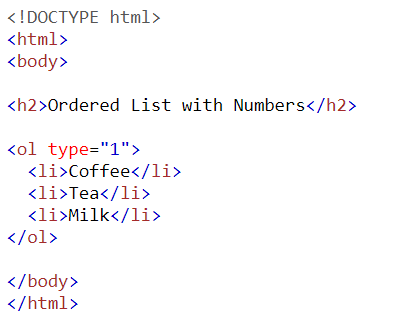 <!DOCTYPE html>
<html>
<body>
<h2>Ordered List with Numbers</h2>
<ol type="1">
  <li>Coffee</li>
  <li>Tea</li>
  <li>Milk</li>
</ol>
</body>
</html>